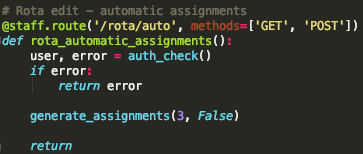 # Rota edit - automatic assignments
@staff.route('/rota/auto', methods=['GET', 'POST'])
def rota_automatic_assignments():
    user, error = auth_check()
    if error:
        return error

    generate_assignments(3, False)

    return